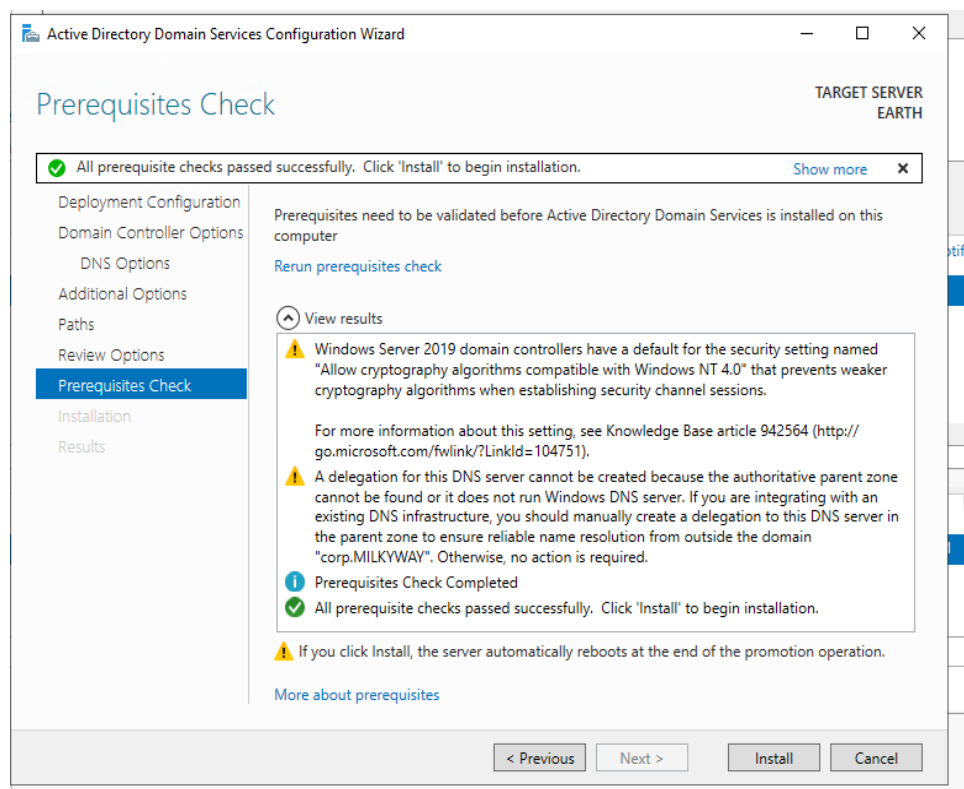 Active Directory Domain Services Configuration Wizard
Prerequisites Check
TARGET SERVER
EARTH
All prerequisite checks passed successfully. Click 'Install' to begin installation.
Show more
Deployment Configuration
Domain Controller Options
DNS Options
Additional Options
Paths
Review Options
Prerequisites Check
Installation
Results
Prerequisites need to be validated before Active Directory Domain Services is installed on this
computer
Rerun prerequisites check
View results
Windows Server 2019 domain controllers have a default for the security setting named
"Allow cryptography algorithms compatible with Windows NT 4.0" that prevents weaker
cryptography algorithms when establishing security channel sessions.
For more information about this setting, see Knowledge Base article 942564 (http://
go.microsoft.com/fwlink/?LinkId=104751).
A delegation for this DNS server cannot be created because the authoritative parent zone
cannot be found or it does not run Windows DNS server. If you are integrating with an
existing DNS infrastructure, you should manually create a delegation to this DNS server in
the parent zone to ensure reliable name resolution from outside the domain
"corp.MILKYWAY". Otherwise, no action is required.
Prerequisites Check Completed
All prerequisite checks passed successfully. Click 'Install' to begin installation.
If you click Install, the server automatically reboots at the end of the promotion operation.
More about prerequisites
< Previous
Next >
Install
Cancel